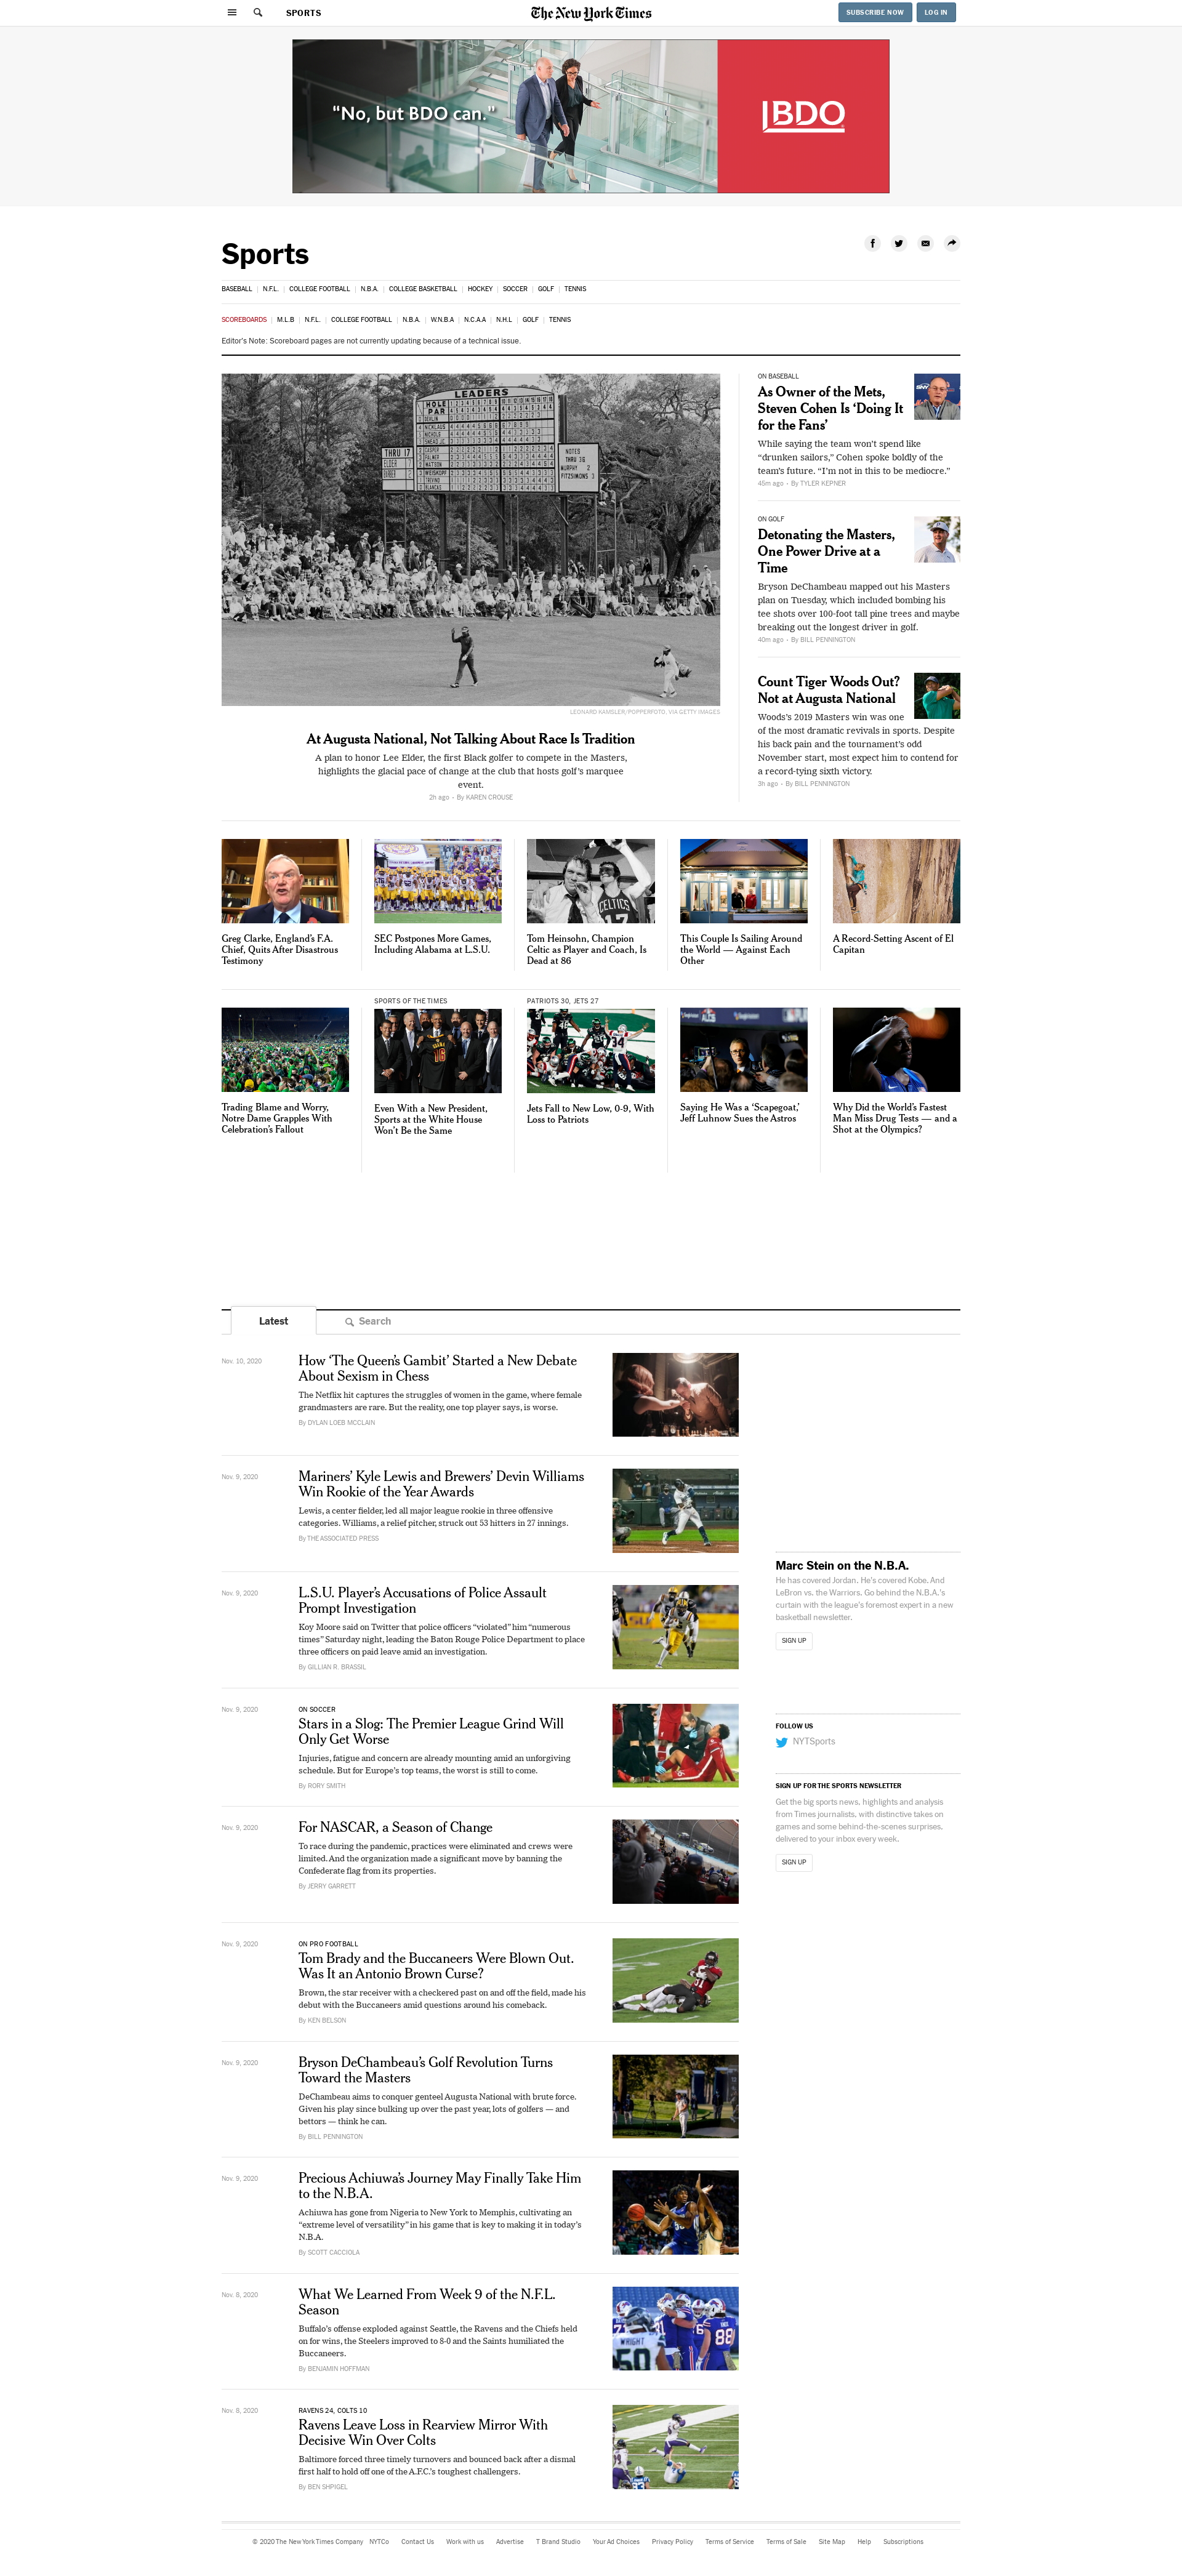 SPORTS
The New York Times
SUBSCRIBE NOW
LOG IN
“No, but BDO can.”
BDO
Sports
BASEBALL
N.F.L.
COLLEGE FOOTBALL
N.B.A.
COLLEGE BASKETBALL
HOCKEY
SOCCER
GOLF
TENNIS
SCOREBOARDS
M.L.B
N.F.L.
COLLEGE FOOTBALL
N.B.A.
W.N.B.A
N.C.A.A
N.H.L
GOLF
TENNIS
Editor's Note: Scoreboard pages are not currently updating because of a technical issue.
LEADERS
HOLE
PAR
NICKLAUS
NICHOLS
CASPER
PALMER
WATSON
WEISKOPF
TREVINO
THRU 17
ELDER
BARBER
NOTES
THRU 36
MURPHY 2
FITZSIMONS 3
LEONARD KAMSLER/POPPERFOTO, VIA GETTY IMAGES
At Augusta National, Not Talking About Race Is Tradition
A plan to honor Lee Elder, the first Black golfer to compete in the Masters,
highlights the glacial pace of change at the club that hosts golf’s marquee
event.
2h ago • By KAREN CROUSE
ON BASEBALL
As Owner of the Mets,
Steven Cohen Is ‘Doing It
for the Fans’
While saying the team won’t spend like
“drunken sailors,” Cohen spoke boldly of the
team’s future. “I’m not in this to be mediocre.”
45m ago • By TYLER KEPNER
ON GOLF
Detonating the Masters,
One Power Drive at a
Time
Bryson DeChambeau mapped out his Masters
plan on Tuesday, which included bombing his
tee shots over 100-foot tall pine trees and maybe
breaking out the longest driver in golf.
40m ago • By BILL PENNINGTON
Count Tiger Woods Out?
Not at Augusta National
Woods’s 2019 Masters win was one
of the most dramatic revivals in sports. Despite
his back pain and the tournament’s odd
November start, most expect him to contend for
a record-tying sixth victory.
3h ago • By BILL PENNINGTON
Greg Clarke, England’s F.A.
Chief, Quits After Disastrous
Testimony
SEC Postpones More Games,
Including Alabama at L.S.U.
CELTICS
17
Tom Heinsohn, Champion
Celtic as Player and Coach, Is
Dead at 86
This Couple Is Sailing Around
the World — Against Each
Other
A Record-Setting Ascent of El
Capitan
Trading Blame and Worry,
Notre Dame Grapples With
Celebration’s Fallout
SPORTS OF THE TIMES
Even With a New President,
Sports at the White House
Won’t Be the Same
PATRIOTS 30, JETS 27
34
Jets Fall to New Low, 0-9, With
Loss to Patriots
Saying He Was a ‘Scapegoat,’
Jeff Luhnow Sues the Astros
Why Did the World’s Fastest
Man Miss Drug Tests — and a
Shot at the Olympics?
Latest
Search
Nov. 10, 2020
How ‘The Queen’s Gambit’ Started a New Debate
About Sexism in Chess
The Netflix hit captures the struggles of women in the game, where female
grandmasters are rare. But the reality, one top player says, is worse.
By DYLAN LOEB MCCLAIN
Nov. 9, 2020
Mariners’ Kyle Lewis and Brewers’ Devin Williams
Win Rookie of the Year Awards
Lewis, a center fielder, led all major league rookie in three offensive
categories. Williams, a relief pitcher, struck out 53 hitters in 27 innings.
By THE ASSOCIATED PRESS
Nov. 9, 2020
L.S.U. Player’s Accusations of Police Assault
Prompt Investigation
Koy Moore said on Twitter that police officers “violated” him “numerous
times” Saturday night, leading the Baton Rouge Police Department to place
three officers on paid leave amid an investigation.
By GILLIAN R. BRASSIL
Nov. 9, 2020
ON SOCCER
Stars in a Slog: The Premier League Grind Will
Only Get Worse
Injuries, fatigue and concern are already mounting amid an unforgiving
schedule. But for Europe’s top teams, the worst is still to come.
By RORY SMITH
Nov. 9, 2020
For NASCAR, a Season of Change
To race during the pandemic, practices were eliminated and crews were
limited. And the organization made a significant move by banning the
Confederate flag from its properties.
By JERRY GARRETT
Nov. 9, 2020
ON PRO FOOTBALL
Tom Brady and the Buccaneers Were Blown Out.
Was It an Antonio Brown Curse?
Brown, the star receiver with a checkered past on and off the field, made his
debut with the Buccaneers amid questions around his comeback.
By KEN BELSON
Nov. 9, 2020
Bryson DeChambeau’s Golf Revolution Turns
Toward the Masters
DeChambeau aims to conquer genteel Augusta National with brute force.
Given his play since bulking up over the past year, lots of golfers — and
bettors — think he can.
By BILL PENNINGTON
Nov. 9, 2020
Precious Achiuwa’s Journey May Finally Take Him
to the N.B.A.
Achiuwa has gone from Nigeria to New York to Memphis, cultivating an
“extreme level of versatility” in his game that is key to making it in today’s
N.B.A.
By SCOTT CACCIOLA
Nov. 8, 2020
What We Learned From Week 9 of the N.F.L.
Season
Buffalo’s offense exploded against Seattle, the Ravens and the Chiefs held
on for wins, the Steelers improved to 8-0 and the Saints humiliated the
Buccaneers.
By BENJAMIN HOFFMAN
WRIGHT
50
88
Nov. 8, 2020
RAVENS 24, COLTS 10
Ravens Leave Loss in Rearview Mirror With
Decisive Win Over Colts
Baltimore forced three timely turnovers and bounced back after a dismal
first half to hold off one of the A.F.C.’s toughest challengers.
By BEN SHPIGEL
Marc Stein on the N.B.A.
He has covered Jordan. He’s covered Kobe. And
LeBron vs. the Warriors. Go behind the N.B.A.’s
curtain with the league’s foremost expert in a new
basketball newsletter.
SIGN UP
FOLLOW US
NYTSports
SIGN UP FOR THE SPORTS NEWSLETTER
Get the big sports news, highlights and analysis
from Times journalists, with distinctive takes on
games and some behind-the-scenes surprises,
delivered to your inbox every week.
SIGN UP
© 2020 The New York Times Company
NYTCo
Contact Us
Work with us
Advertise
T Brand Studio
Your Ad Choices
Privacy Policy
Terms of Service
Terms of Sale
Site Map
Help
Subscriptions